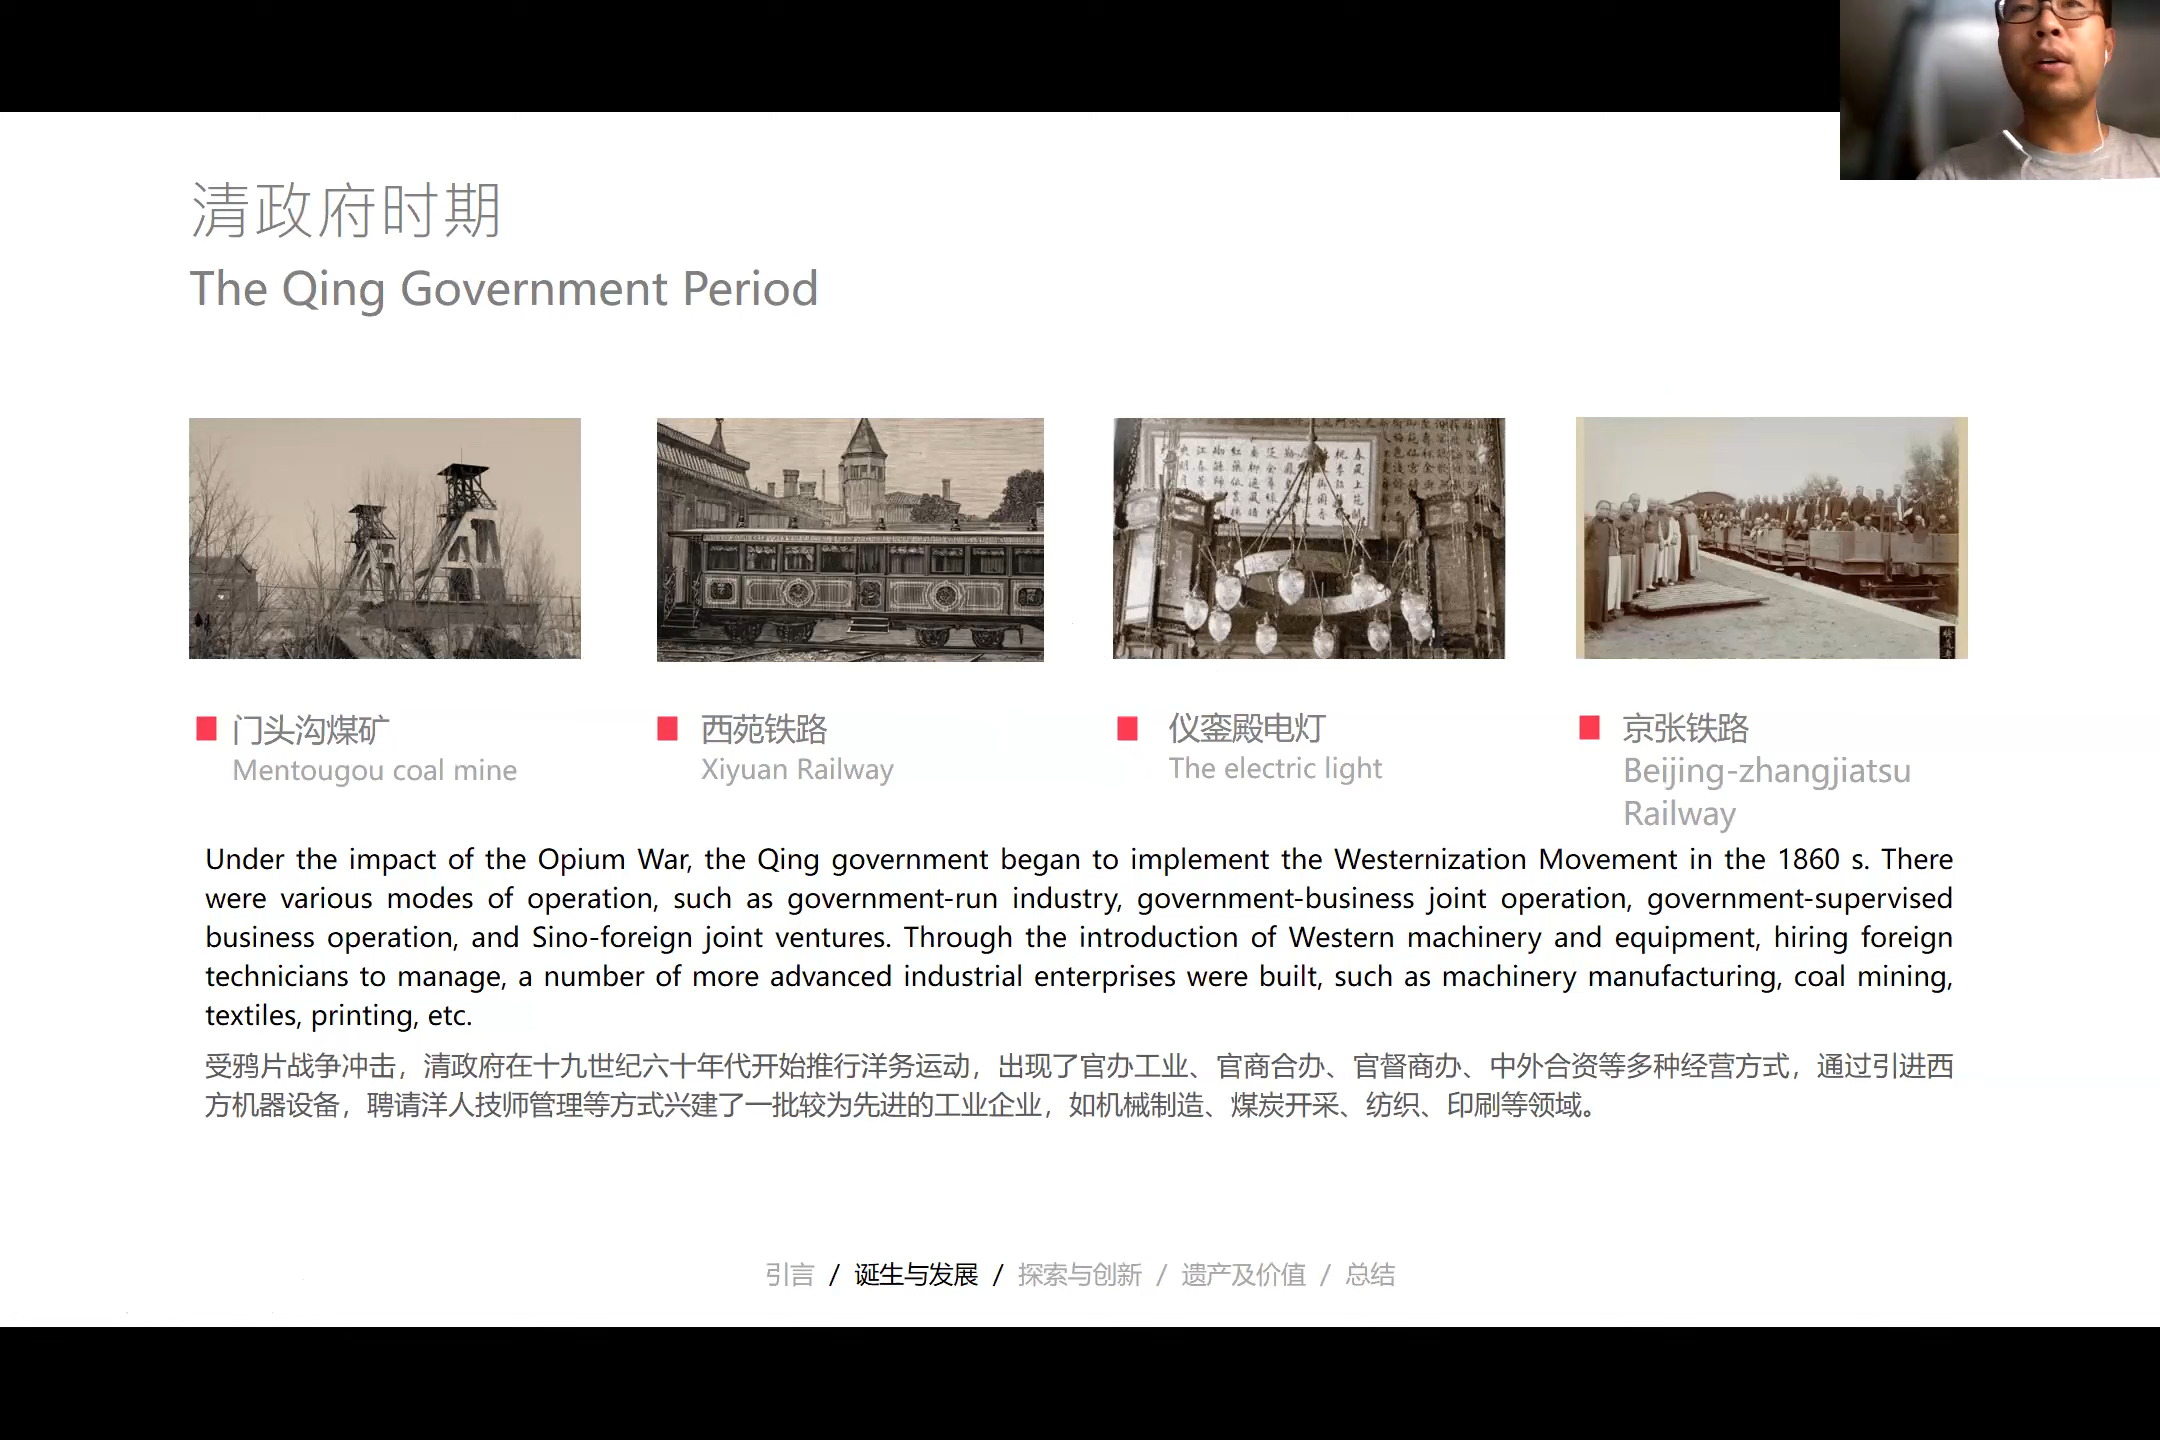 清政府时期
The Qing Government Period
门头沟煤矿
Mentougou coal mine
西苑铁路
Xiyuan Railway
仪銮殿电灯
The electric light
京张铁路
Beijing-zhangjiatsu
Railway
Under the impact of the Opium War, the Qing government began to implement the Westernization Movement in the 1860 s. There
were various modes of operation, such as government-run industry, government-business joint operation, government-supervised
business operation, and Sino-foreign joint ventures. Through the introduction of Western machinery and equipment, hiring foreign
technicians to manage, a number of more advanced industrial enterprises were built, such as machinery manufacturing, coal mining,
textiles, printing, etc.
受鸦片战争冲击，清政府在十九世纪六十年代开始推行洋务运动，出现了官办工业、官商合办、官督商办、中外合资等多种经营方式，通过引进西
方机器设备，聘请洋人技师管理等方式兴建了一批较为先进的工业企业，如机械制造、煤炭开采、纺织、印刷等领域。
引言 / 诞生与发展 / 探索与创新 / 遗产及价值 / 总结